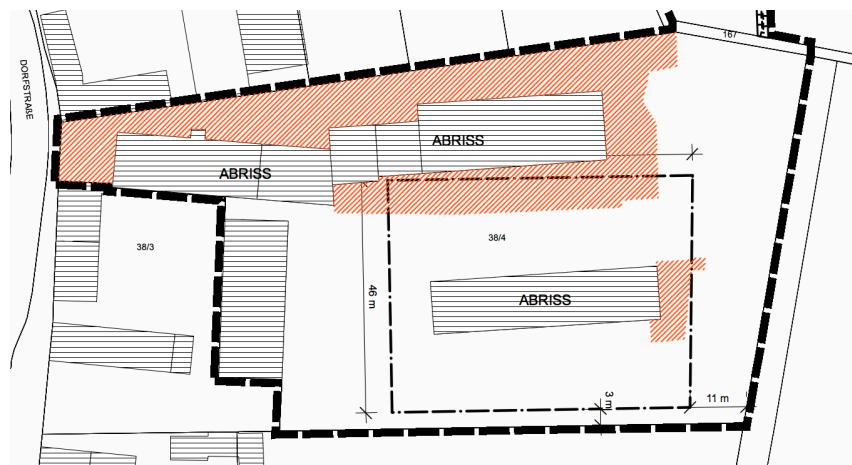 167
DORFSTRAßE
ABRISS
ABRISS
38/3
38/4
46 m
ABRISS
3 m
11 m